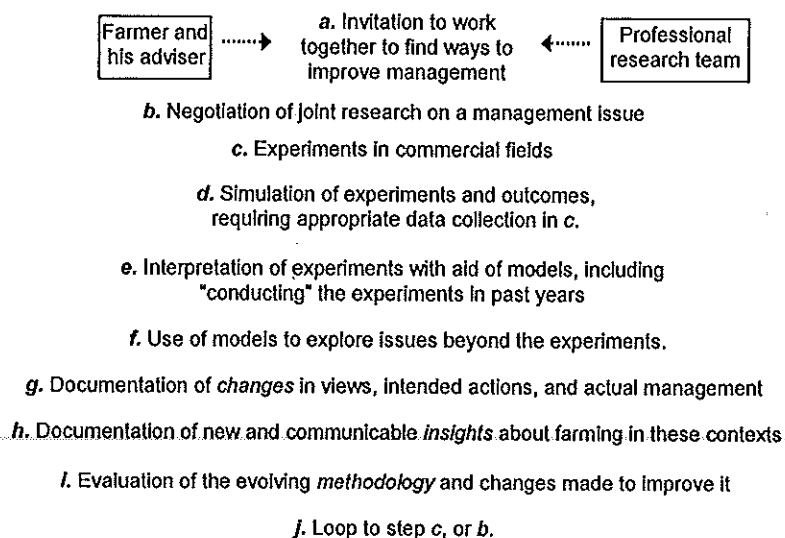 Farmer and his adviser
a. Invitation to work together to find ways to improve management
Professional research team
b. Negotiation of joint research on a management issue
c. Experiments in commercial fields
d. Simulation of experiments and outcomes,
requiring appropriate data collection in c.
e. Interpretation of experiments with aid of models, including
"conducting" the experiments in past years
f. Use of models to explore issues beyond the experiments.
g. Documentation of changes in views, intended actions, and actual management
h. Documentation of new and communicable insights about farming in these contexts
i. Evaluation of the evolving methodology and changes made to improve it
j. Loop to step c, or b.